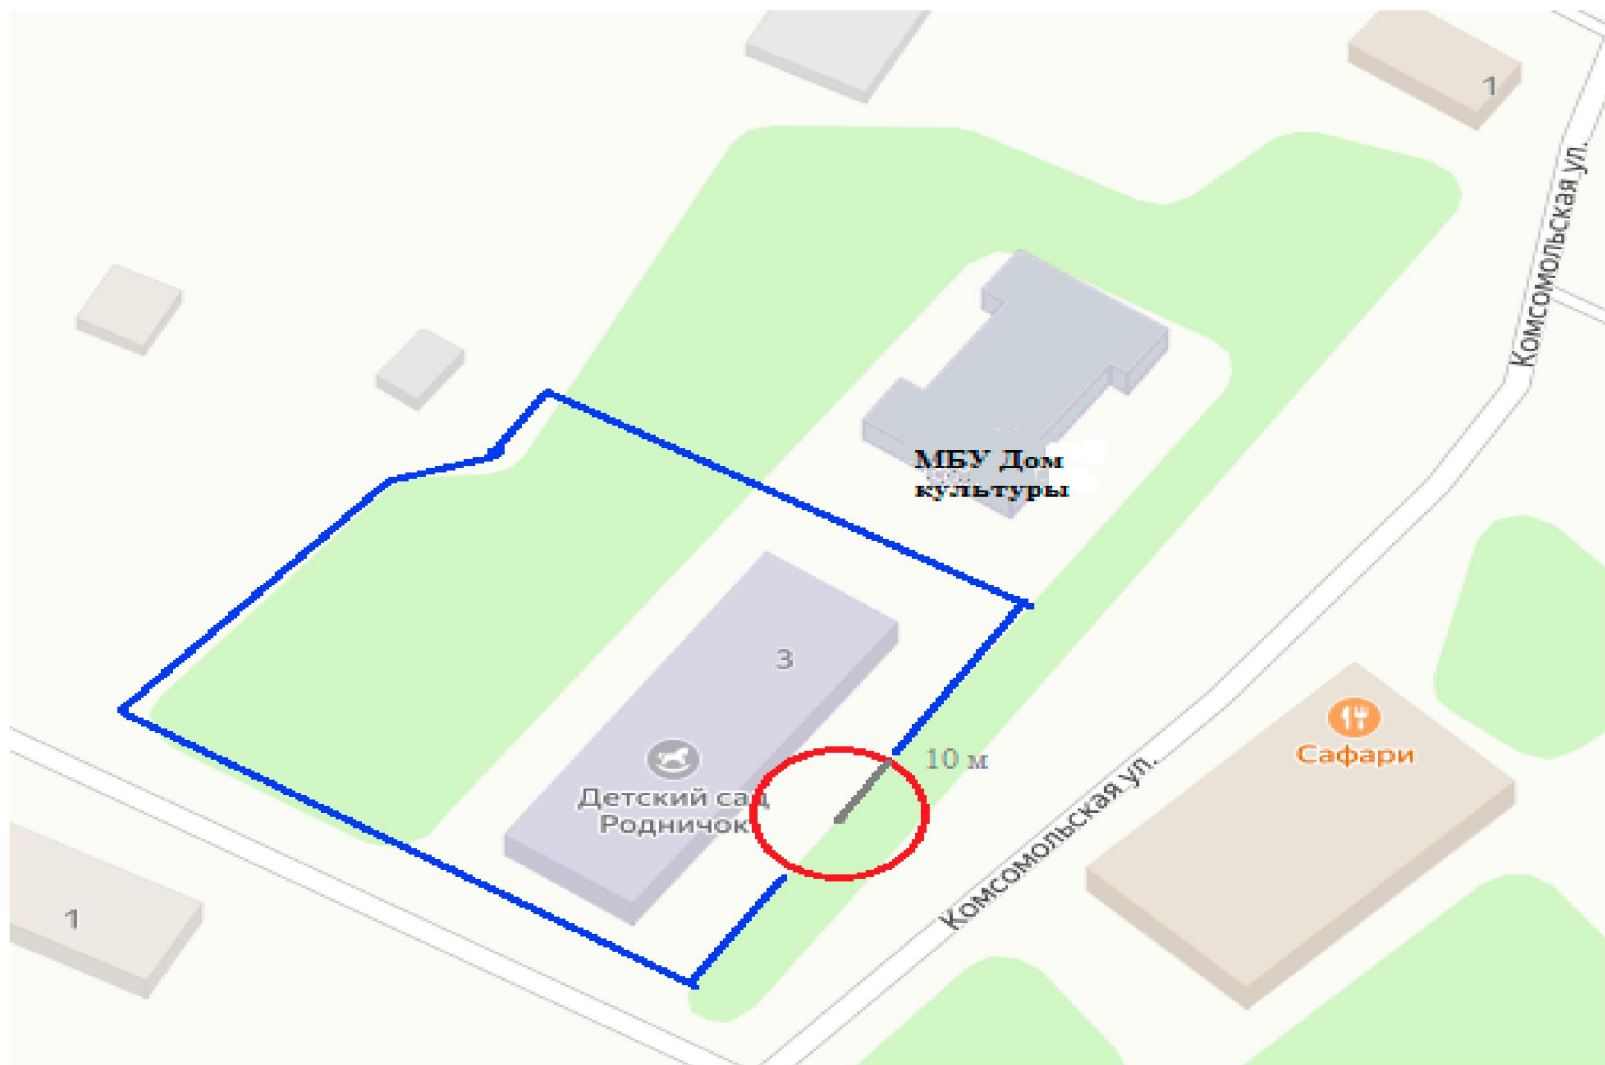 1
Комсомольская ул.
МБУ Дом
культуры
3
Сафари
10 м
Детский сад
Родничок
Комсомольская ул.
1